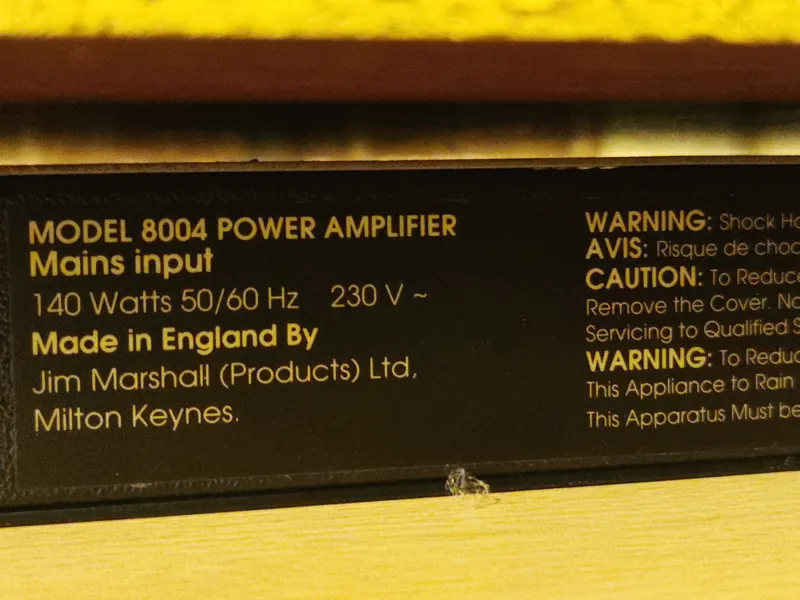 MODEL 8004 POWER AMPLIFIER
Mains input
140 Watts 50/60 Hz 230 V ~
Made in England By
Jim Marshall (Products) Ltd,
Milton Keynes.
WARNING: Shock
AVIS: Risque de
CAUTION: To Reduce
Remove the Cover. No
Servicing to Qualified
WARNING: To
This Appliance to Rain
This Apparatus Must be